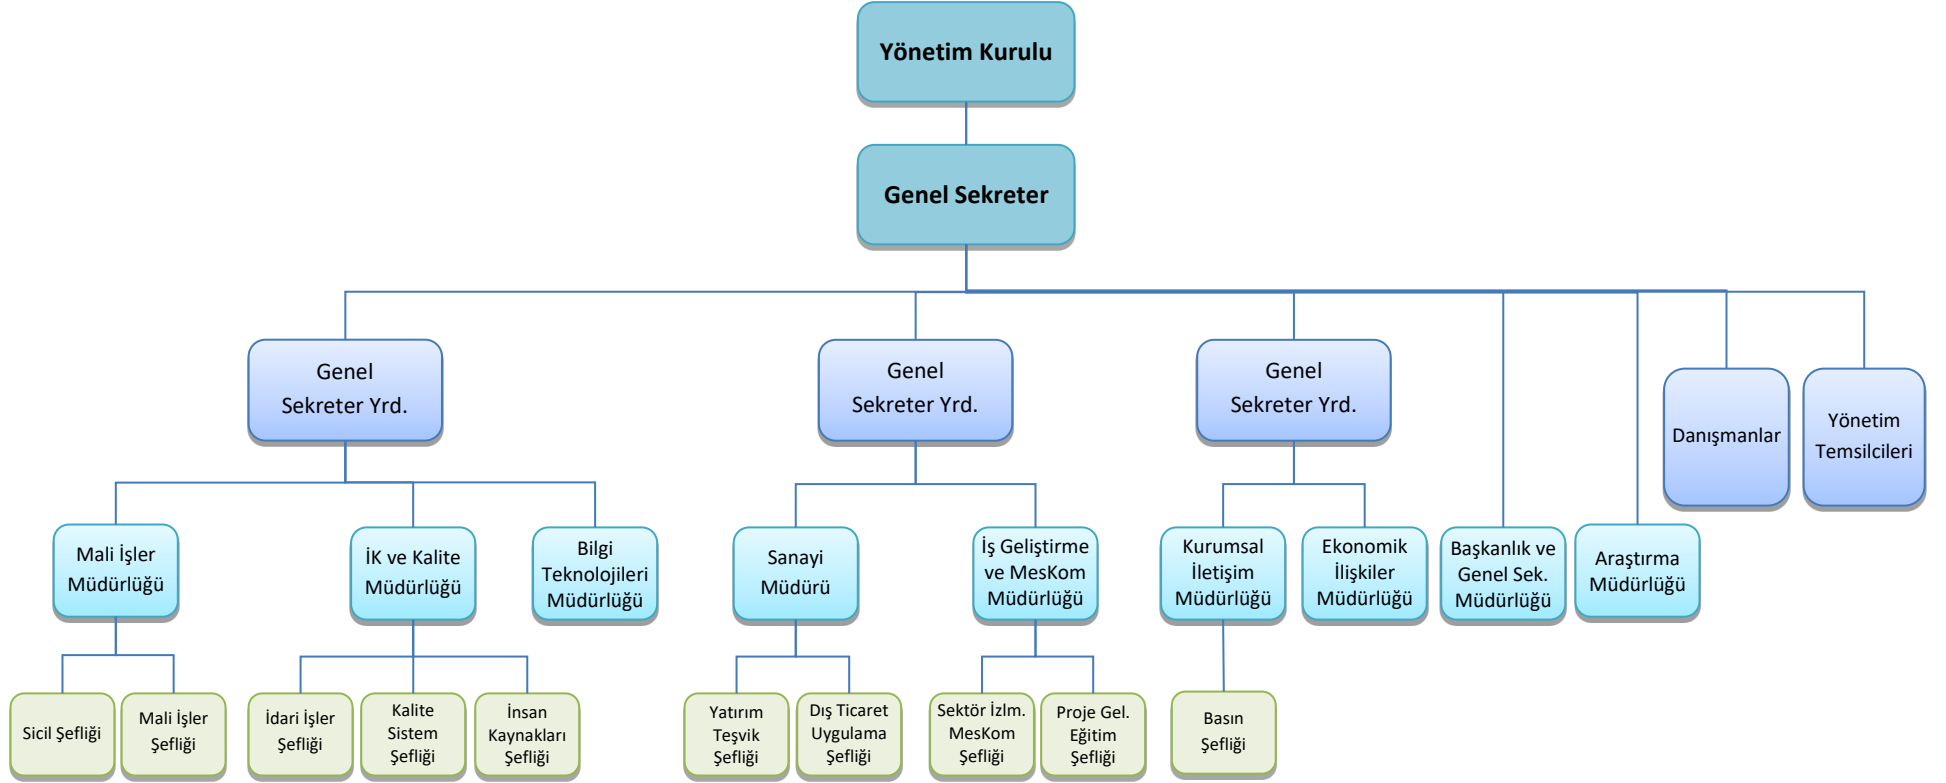 Yönetim Kurulu
Genel Sekreter
Genel
Sekreter Yrd.
Genel
Sekreter Yrd.
Genel
Sekreter Yrd.
Danışmanlar
Yönetim
Temsilcileri
Mali İşler
Müdürlüğü
İK ve Kalite
Müdürlüğü
Bilgi
Teknolojileri
Müdürlüğü
Sanayi
Müdürü
İş Geliştirme
ve MesKom
Müdürlüğü
Kurumsal
İletişim
Müdürlüğü
Ekonomik
İlişkiler
Müdürlüğü
Başkanlık ve
Genel Sek.
Müdürlüğü
Araştırma
Müdürlüğü
Sicil Şefliği
Mali İşler
Şefliği
İdari İşler
Şefliği
Kalite
Sistem
Şefliği
İnsan
Kaynakları
Şefliği
Yatırım
Teşvik
Şefliği
Dış Ticaret
Uygulama
Şefliği
Sektör İzlm.
MesKom
Şefliği
Proje Gel.
Eğitim
Şefliği
Basın
Şefliği